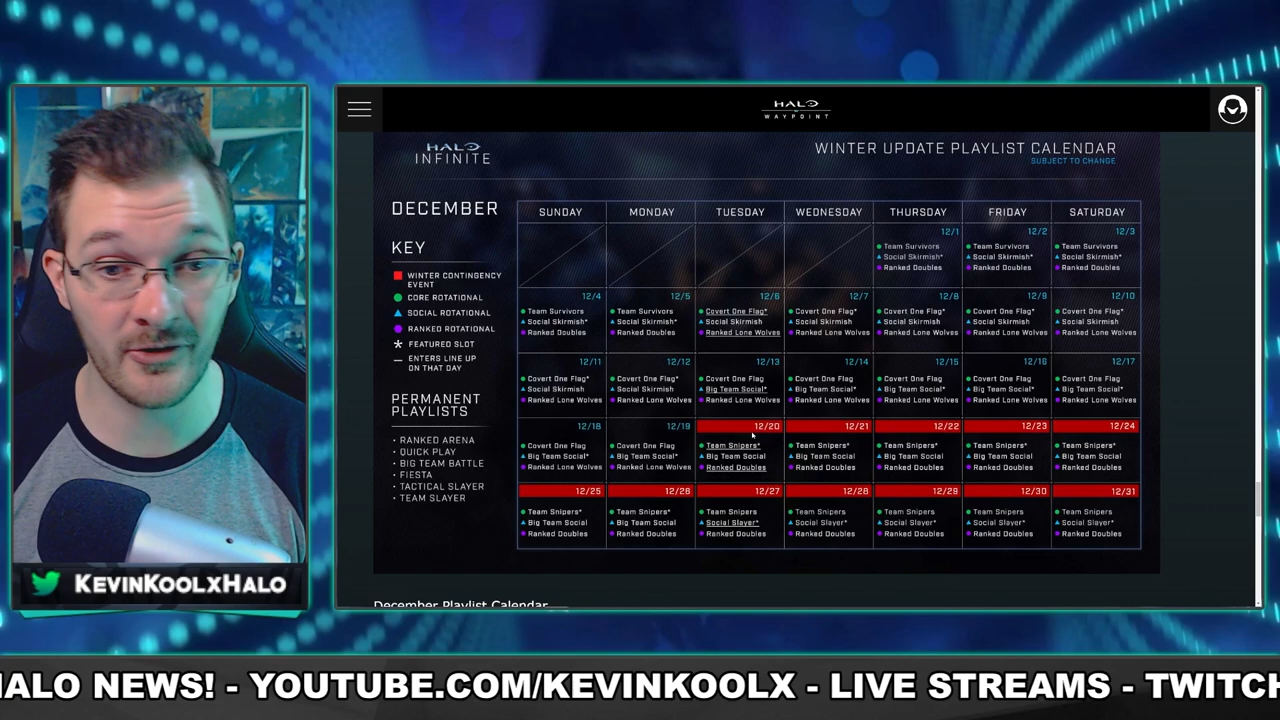 HALO
WAYPOINT
HALO
INFINITE
WINTER UPDATE PLAYLIST CALENDAR
SUBJECT TO CHANGE
DECEMBER
KEY
WINTER CONTINGENCY
EVENT
CORE ROTATIONAL
SOCIAL ROTATIONAL
RANKED ROTATIONAL
* FEATURED SLOT
— ENTERS LINE UP
ON THAT DAY
PERMANENT
PLAYLISTS
• RANKED ARENA
• QUICK PLAY
• BIG TEAM BATTLE
• FIESTA
• TACTICAL SLAYER
• TEAM SLAYER
SUNDAY MONDAY TUESDAY WEDNESDAY THURSDAY FRIDAY SATURDAY
12/1 12/2 12/3
Team Survivors Team Survivors Team Survivors
Social Skirmish* Social Skirmish* Social Skirmish*
Ranked Doubles Ranked Doubles Ranked Doubles
12/4 12/5 12/6 12/7 12/8 12/9 12/10
Team Survivors Team Survivors Covert One Flag* Covert One Flag* Covert One Flag* Covert One Flag* Covert One Flag*
Social Skirmish* Social Skirmish* Social Skirmish Social Skirmish Social Skirmish Social Skirmish Social Skirmish
Ranked Doubles Ranked Doubles Ranked Lone Wolves Ranked Lone Wolves Ranked Lone Wolves Ranked Lone Wolves Ranked Lone Wolves
12/11 12/12 12/13 12/14 12/15 12/16 12/17
Covert One Flag* Covert One Flag* Covert One Flag Covert One Flag Covert One Flag Covert One Flag Covert One Flag
Social Skirmish Social Skirmish Big Team Social* Big Team Social* Big Team Social* Big Team Social* Big Team Social*
Ranked Lone Wolves Ranked Lone Wolves Ranked Lone Wolves Ranked Lone Wolves Ranked Lone Wolves Ranked Lone Wolves Ranked Lone Wolves
12/18 12/19 12/20 12/21 12/22 12/23 12/24
Covert One Flag Covert One Flag Team Snipers* Team Snipers* Team Snipers* Team Snipers* Team Snipers*
Big Team Social* Big Team Social* Big Team Social Big Team Social Big Team Social Big Team Social Big Team Social
Ranked Lone Wolves Ranked Lone Wolves Ranked Doubles Ranked Doubles Ranked Doubles Ranked Doubles Ranked Doubles
12/25 12/26 12/27 12/28 12/29 12/30 12/31
Team Snipers* Team Snipers* Team Snipers Team Snipers Team Snipers Team Snipers Team Snipers
Big Team Social Big Team Social Social Slayer* Social Slayer* Social Slayer* Social Slayer* Social Slayer*
Ranked Doubles Ranked Doubles Ranked Doubles Ranked Doubles Ranked Doubles Ranked Doubles Ranked Doubles
December Playlist Calendar
KEVINKOOLXHALO
HALO NEWS! - YOUTUBE.COM/KEVINKOOLX - LIVE STREAMS - TWITCH